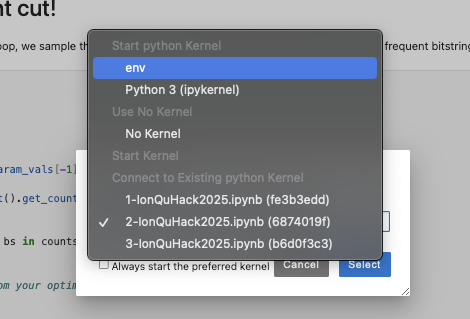 nt cut!
oop, we sample th
frequent bitstring
Start python Kernel
env
Python 3 (ipykernel)
Use No Kernel
No Kernel
Start Kernel
Connect to Existing python Kernel
aram_vals[-1]
1-IonQuHack2025.ipynb (fe3b3edd)
t().get_count
✓ 2-IonQuHack2025.ipynb (6874019f)
bs in counts
3-IonQuHack2025.ipynb (b6d0f3c3)
om your optim
Always start the preferred kernel
Cancel
Select